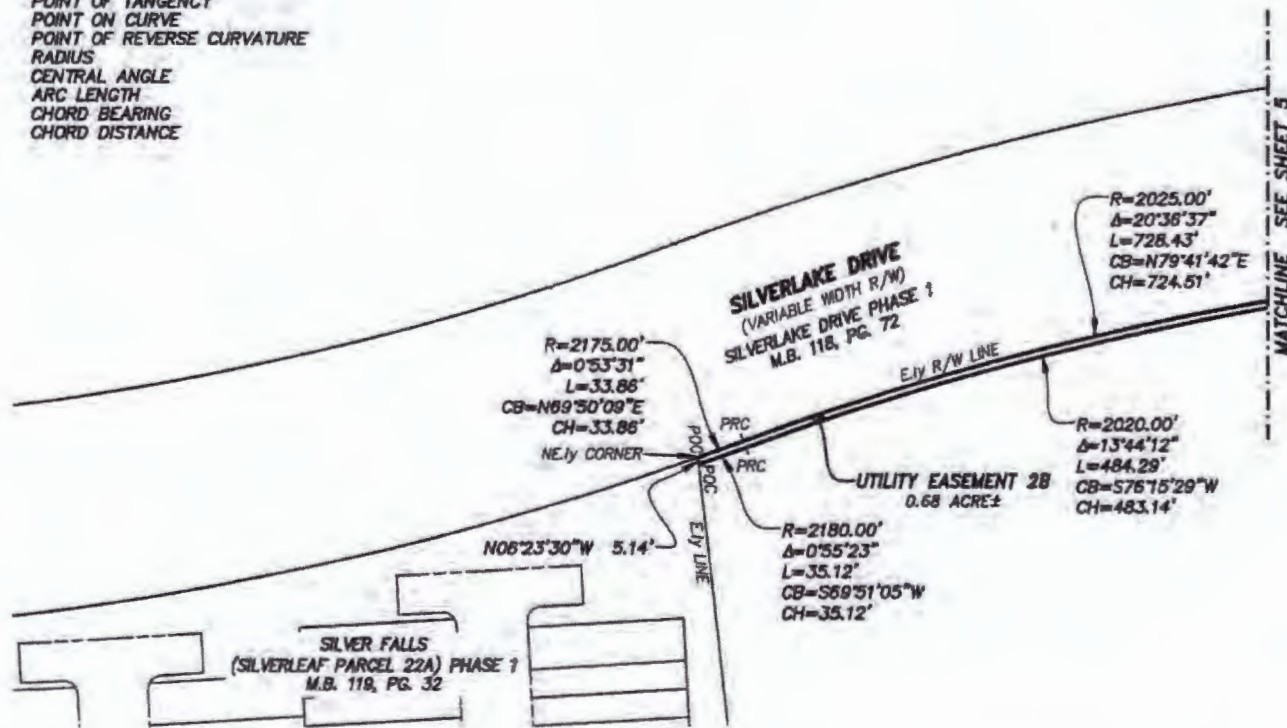 POINT OF TANGENCY
POINT ON CURVE
POINT OF REVERSE CURVATURE
RADIUS
CENTRAL ANGLE
ARC LENGTH
CHORD BEARING
CHORD DISTANCE
MATCHLINE SEE SHEET 5
R=2025.00'
Δ=20°36'37"
L=728.43'
CB=N79°41'42"E
CH=724.51'
SILVERLAKE DRIVE
(VARIABLE WIDTH R/W)
SILVERLAKE DRIVE PHASE 1
M.B. 118, PG. 72
E.ly R/W LINE
R=2175.00'
Δ=0°53'31"
L=33.86'
CB=N69°50'09"E
CH=33.86'
NE.ly CORNER
POC
PRC
POC
PRC
R=2020.00'
Δ=13°44'12"
L=484.29'
CB=S76°15'29"W
CH=483.14'
UTILITY EASEMENT 2B
0.68 ACRE±
N06°23'30"W 5.14'
E.ly LINE
R=2180.00'
Δ=0°55'23"
L=35.12'
CB=S69°51'05"W
CH=35.12'
SILVER FALLS
(SILVERLEAF PARCEL 22A) PHASE 1
M.B. 119, PG. 32